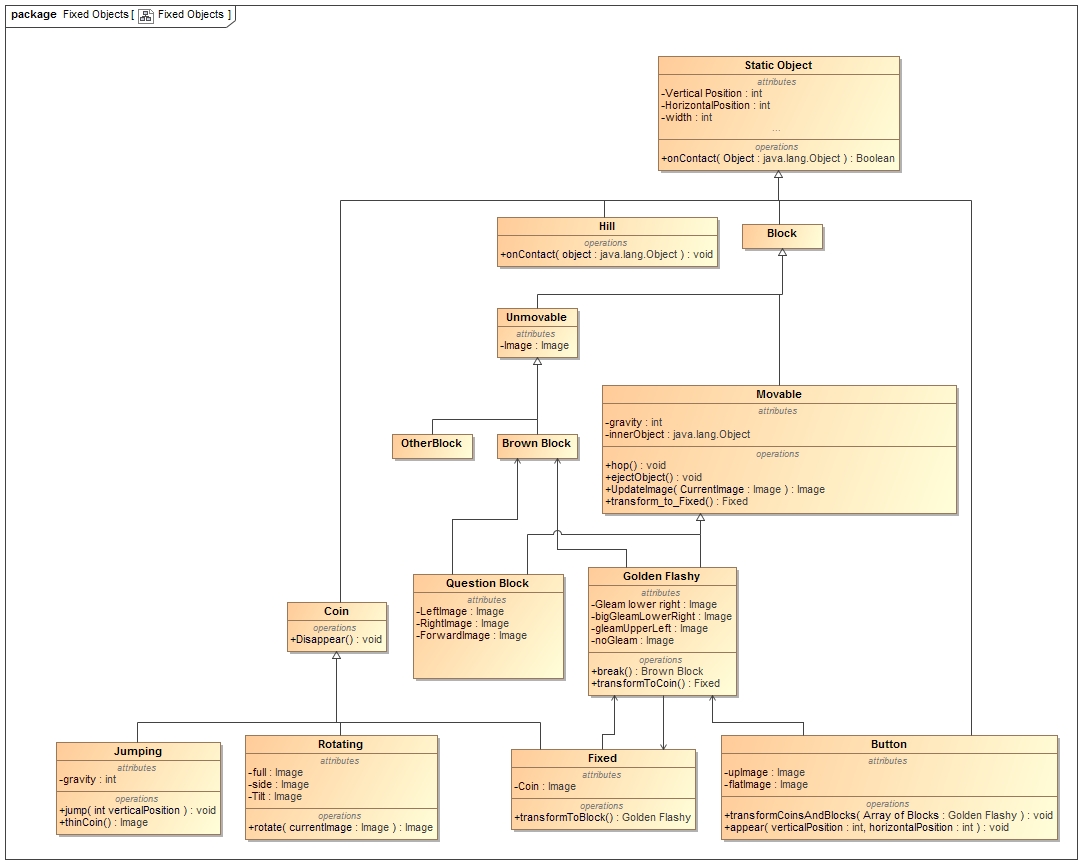 package Fixed Objects [ Fixed Objects ]
Static Object
attributes
-Vertical Position : int
-HorizontalPosition : int
-width : int
...
operations
+onContact( Object : java.lang.Object ) : Boolean
Hill
operations
+onContact( object : java.lang.Object ) : void
Block
Unmovable
attributes
-Image : Image
Movable
attributes
-gravity : int
-innerObject : java.lang.Object
operations
+hop() : void
+ejectObject() : void
+UpdateImage( CurrentImage : Image ) : Image
+transform_to_Fixed() : Fixed
OtherBlock
Brown Block
Question Block
attributes
-LeftImage : Image
-RightImage : Image
-ForwardImage : Image
Golden Flashy
attributes
-Gleam lower right : Image
-bigGleamLowerRight : Image
-gleamUpperLeft : Image
-noGleam : Image
operations
+break() : Brown Block
+transformToCoin() : Fixed
Coin
operations
+Disappear() : void
Jumping
attributes
-gravity : int
operations
+jump( int verticalPosition ) : void
+thinCoin() : Image
Rotating
attributes
-full : Image
-side : Image
-Tilt : Image
operations
+rotate( currentImage : Image ) : Image
Fixed
attributes
-Coin : Image
operations
+transformToBlock() : Golden Flashy
Button
attributes
-upImage : Image
-flatImage : Image
operations
+transformCoinsAndBlocks( Array of Blocks : Golden Flashy ) : void
+appear( verticalPosition : int, horizontalPosition : int ) : void